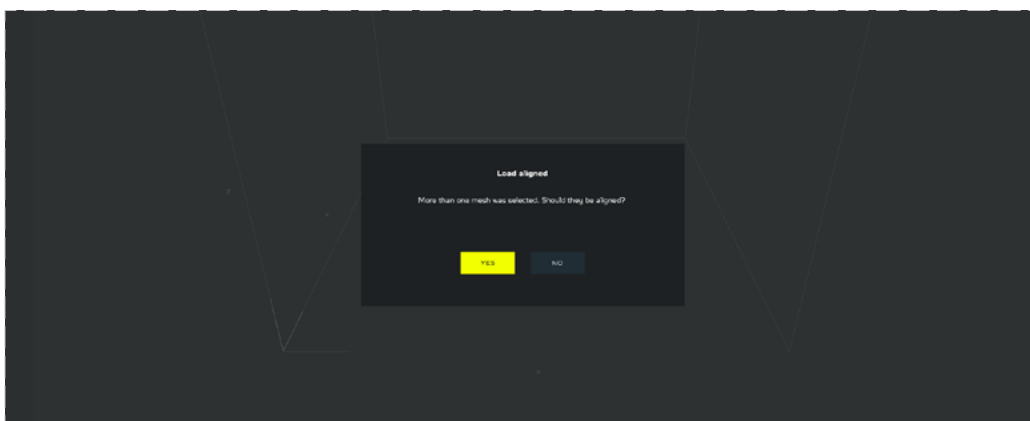 Load aligned
More than one mesh was selected. Should they be aligned?
YES
NO